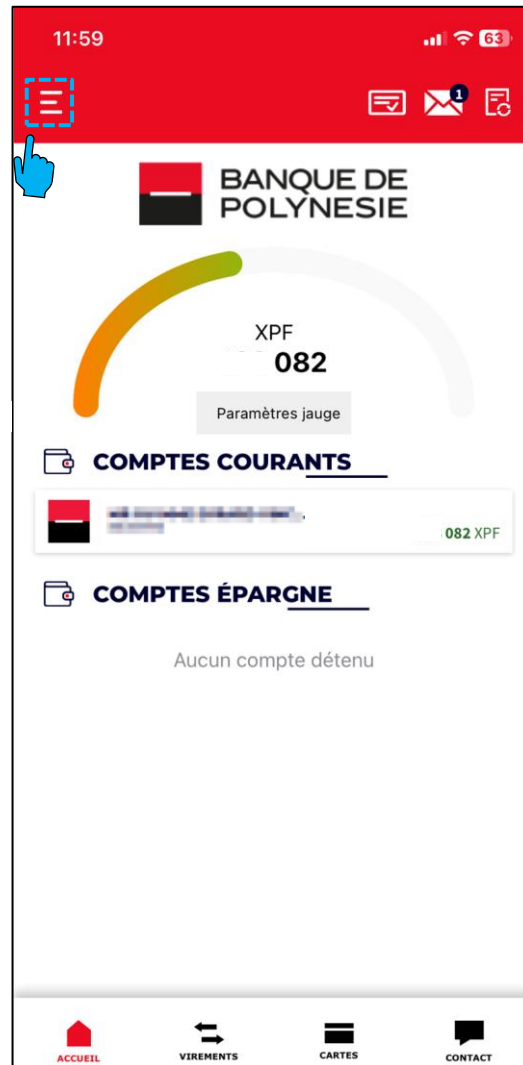 11:59
63
1
BANQUE DE
POLYNESIE
XPF
082
Paramètres jauge
COMPTES COURANTS
082 XPF
COMPTES ÉPARGNE
Aucun compte détenu
ACCUEIL
VIREMENTS
CARTES
CONTACT